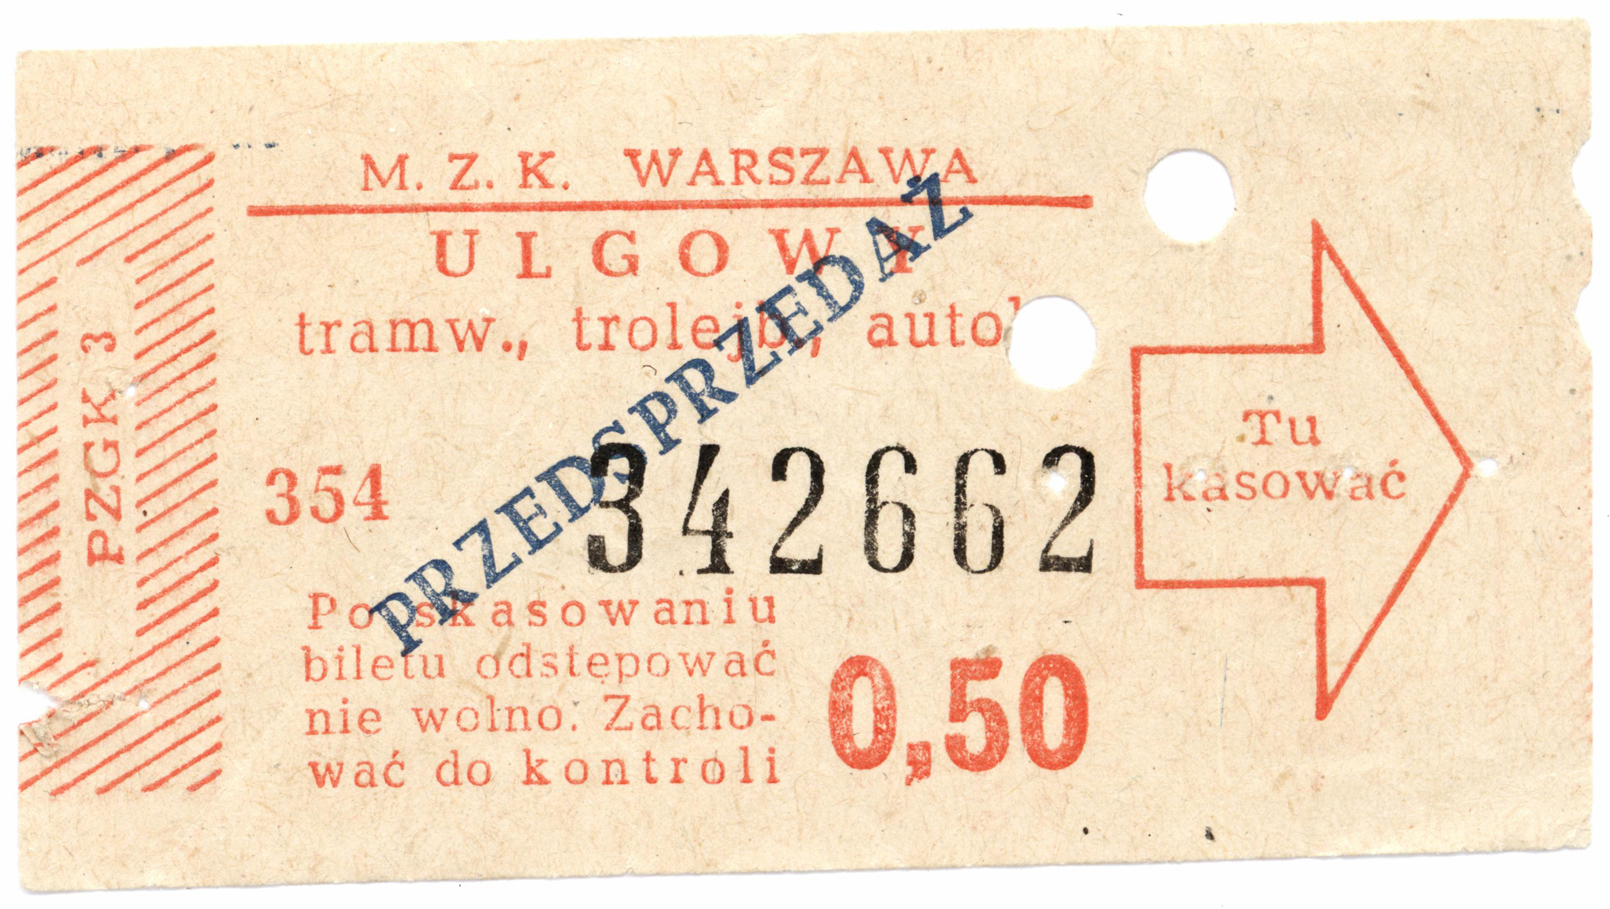 M. Z. K. WARSZAWA
ULGOWY
tramw., trolejb., auto
PRZEDSPRZEDAŻ
354
342662
Po skasowaniu
biletu odstępować
nie wolno. Zacho-
wać do kontroli
0,50
Tu
kasować
PZGK 3